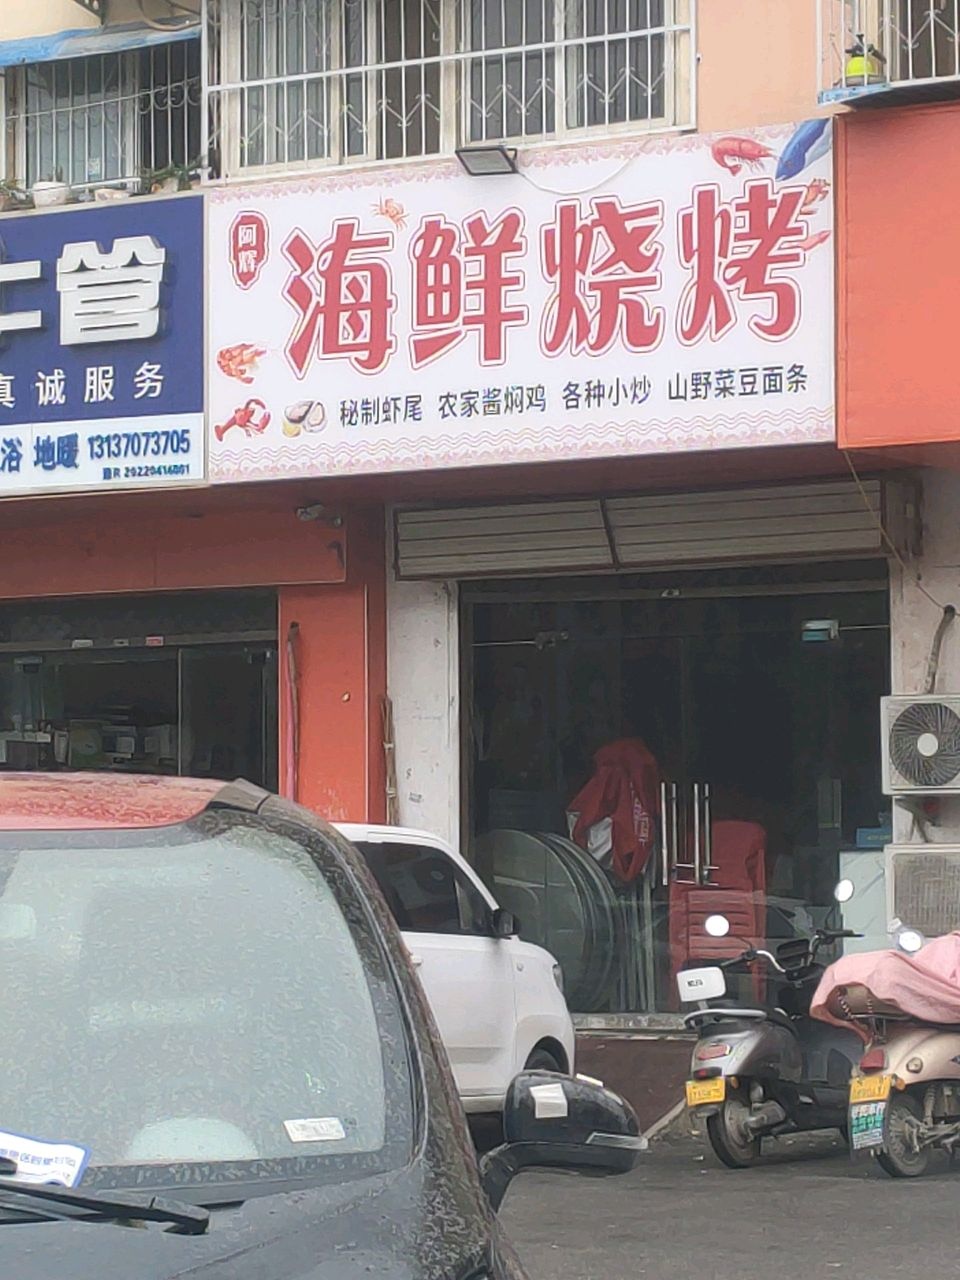 阿辉
海鲜烧烤
秘制虾尾 农家酱焖鸡 各种小炒 山野菜豆面条
管
真诚服务
浴 地暖 13137073705